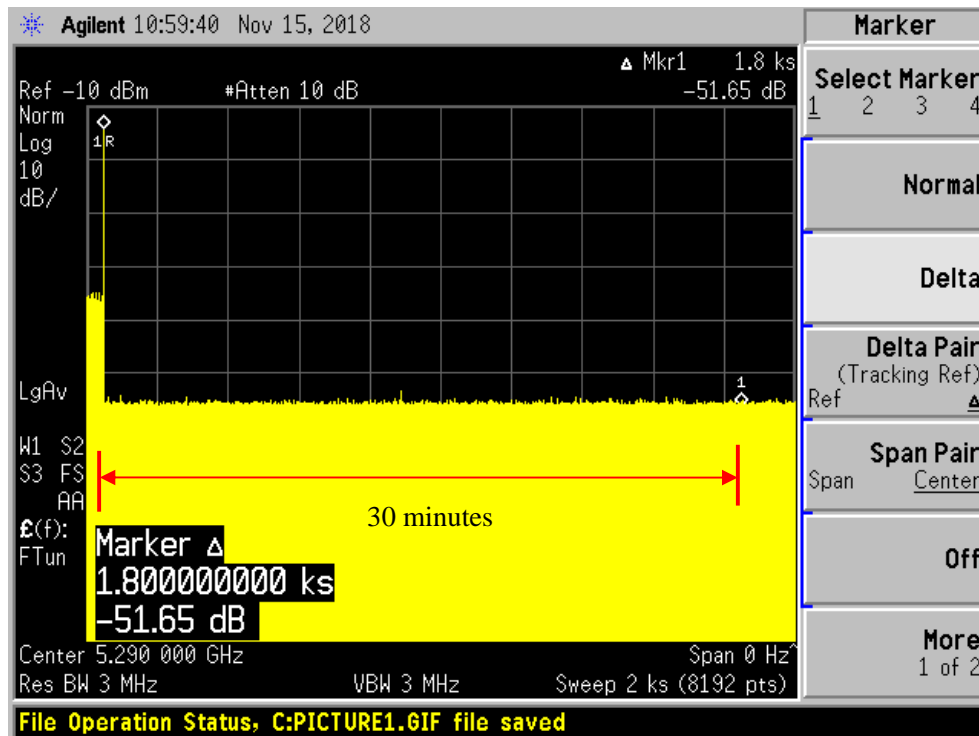 Agilent 10:59:40 Nov 15, 2018
Marker
Δ Mkr1 1.8 ks
Ref -10 dBm #Atten 10 dB -51.65 dB
Norm
Log
10
dB/
1R
1
LgAv
W1 S2
S3 FS
AA
£(f):
FTun
30 minutes
Marker Δ
1.800000000 ks
-51.65 dB
Center 5.290 000 GHz Span 0 Hz^
Res BW 3 MHz VBW 3 MHz Sweep 2 ks (8192 pts)
File Operation Status, C:PICTURE1.GIF file saved
Select Marker
1 2 3 4
Normal
Delta
Delta Pair
(Tracking Ref)
Ref Δ
Span Pair
Span Center
Off
More
1 of 2